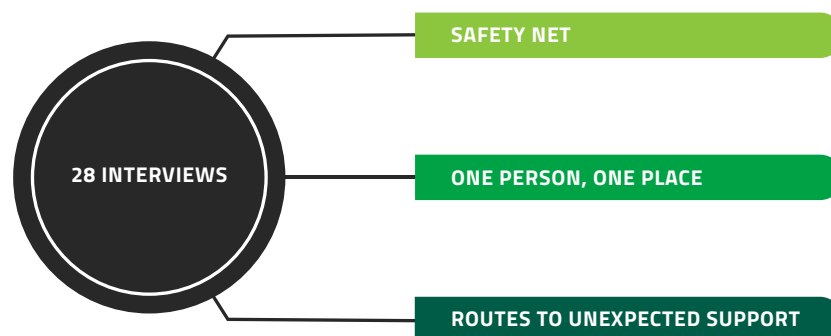 SAFETY NET
28 INTERVIEWS
ONE PERSON, ONE PLACE
ROUTES TO UNEXPECTED SUPPORT